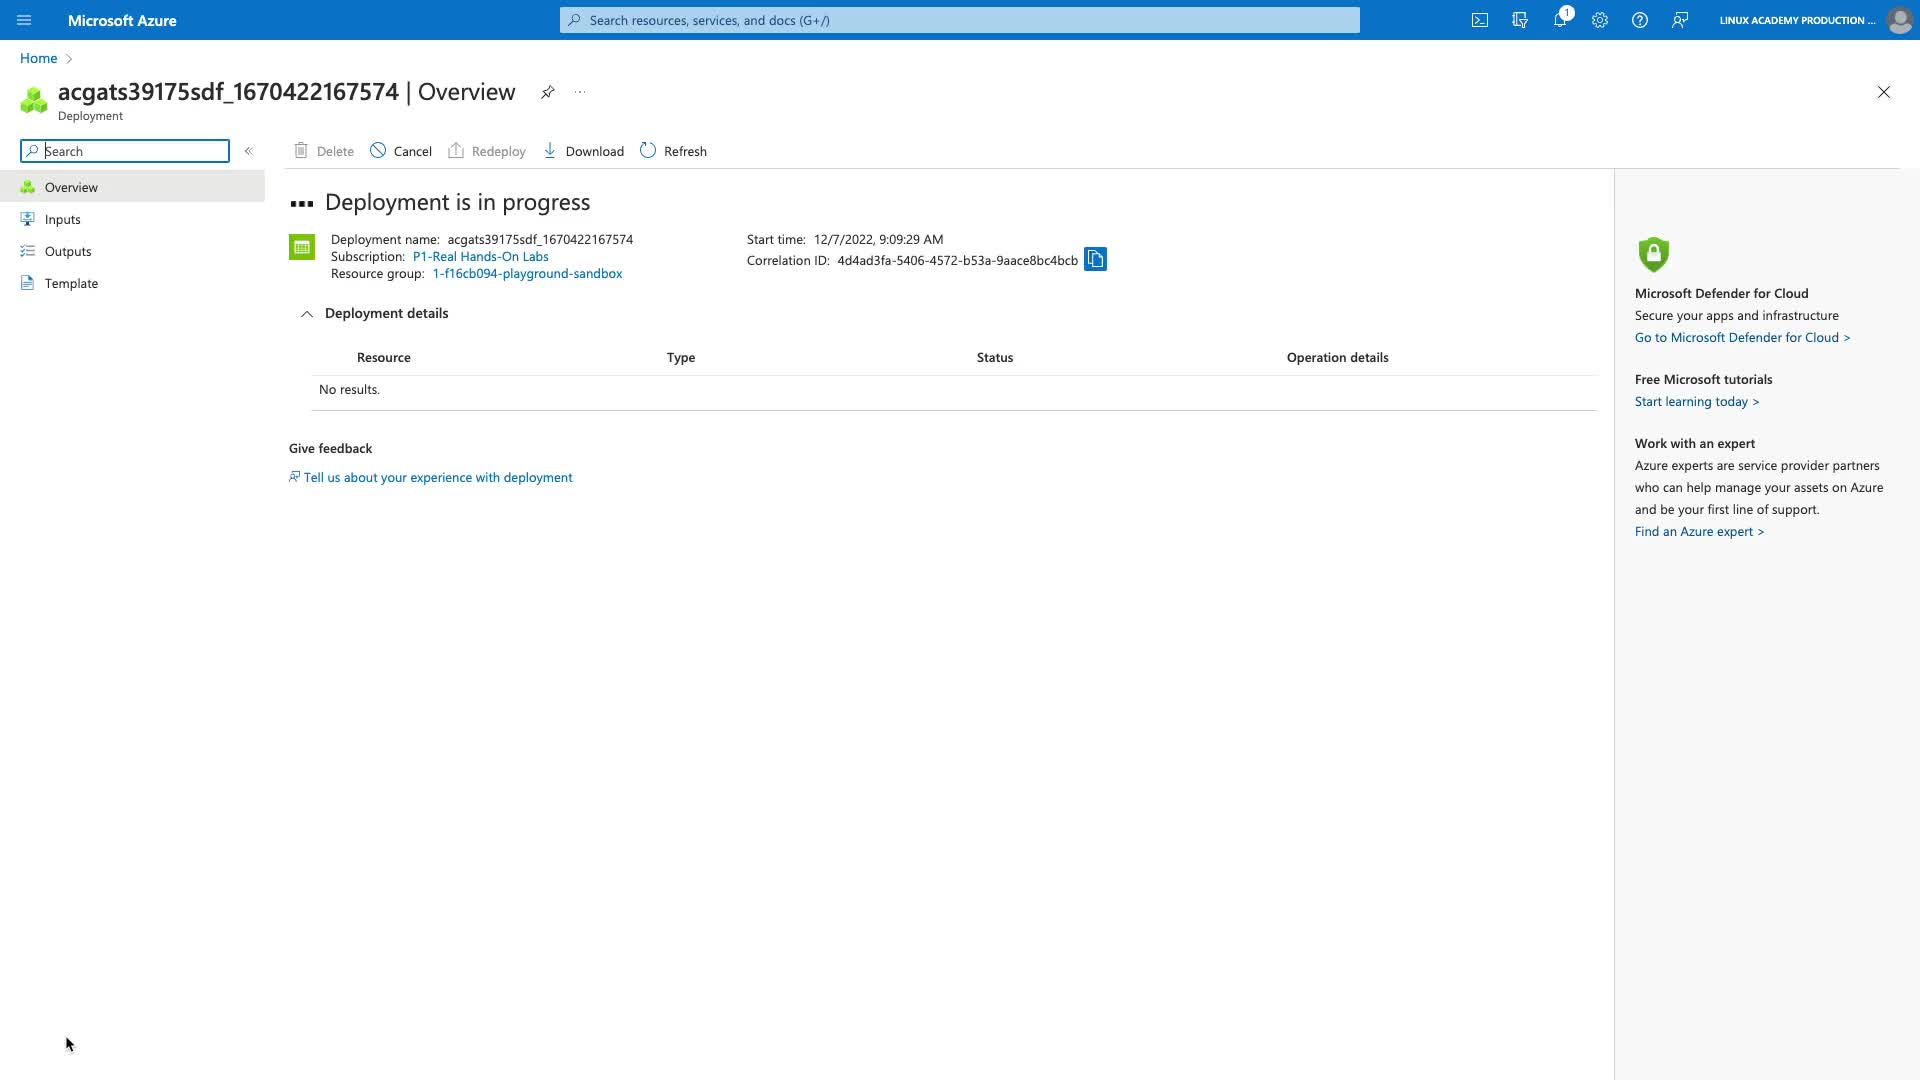 Microsoft Azure
Search resources, services, and docs (G+/)
1
LINUX ACADEMY PRODUCTION ...
Home
acgats39175sdf_1670422167574 | Overview
Deployment
Search
Delete
Cancel
Redeploy
Download
Refresh
Overview
Inputs
Outputs
Template
Deployment is in progress
Deployment name: acgats39175sdf_1670422167574
Subscription: P1-Real Hands-On Labs
Resource group: 1-f16cb094-playground-sandbox
Start time: 12/7/2022, 9:09:29 AM
Correlation ID: 4d4ad3fa-5406-4572-b53a-9aace8bc4bcb
Deployment details
Resource Type Status Operation details
No results.
Give feedback
Tell us about your experience with deployment
Microsoft Defender for Cloud
Secure your apps and infrastructure
Go to Microsoft Defender for Cloud >
Free Microsoft tutorials
Start learning today >
Work with an expert
Azure experts are service provider partners
who can help manage your assets on Azure
and be your first line of support.
Find an Azure expert >